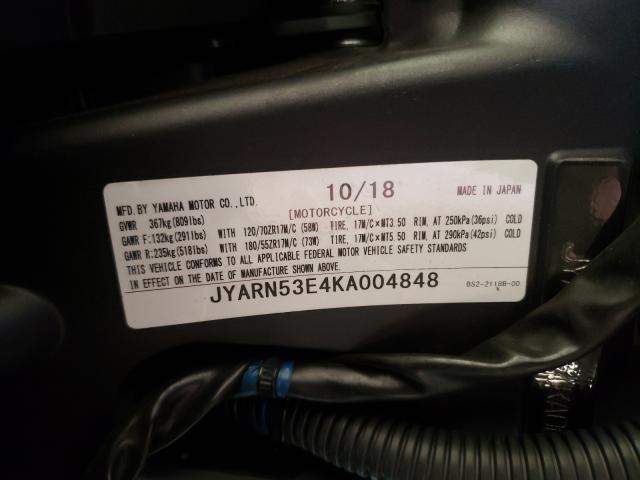 MFD. BY YAMAHA MOTOR CO., LTD. 10/18 MADE IN JAPAN
[MOTORCYCLE]
GVWR 367kg(809lbs)
GAWR F:132kg(291lbs) WITH 120/70ZR17M/C (58W) TIRE, 17M/C×MT3.50 RIM, AT 250kPa(36psi) COLD
GAWR R:235kg(518lbs) WITH 180/55ZR17M/C (73W) TIRE, 17M/C×MT5.50 RIM, AT 290kPa(42psi) COLD
THIS VEHICLE CONFORMS TO ALL APPLICABLE FEDERAL MOTOR VEHICLE SAFETY STANDARDS
IN EFFECT ON THE DATE OF MANUFACTURE SHOWN ABOVE.
JYARN53E4KA004848 BS2-2118B-00